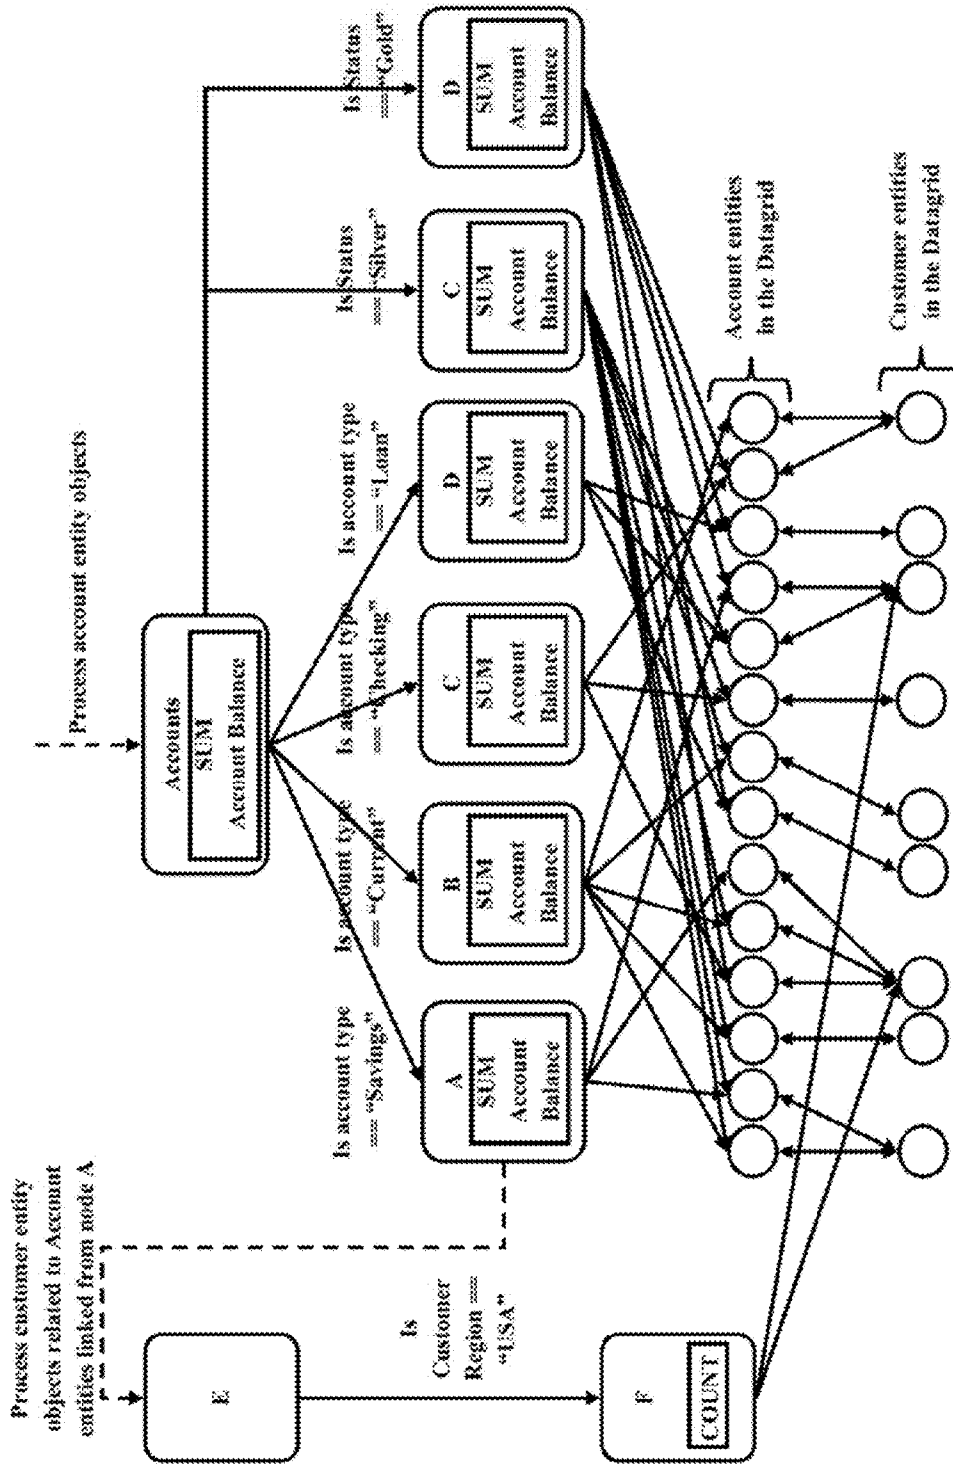 Process account entity objects
Accounts
SUM
Account Balance
Is account type
== “Savings”
Is account type
== “Current”
Is account type
== “Checking”
Is account type
== “Loan”
Is Status
== “Silver”
Is Status
== “Gold”
A
SUM
Account
Balance
B
SUM
Account
Balance
C
SUM
Account
Balance
D
SUM
Account
Balance
C
SUM
Account
Balance
D
SUM
Account
Balance
Process customer entity
objects related to Account
entities linked from node A
E
Is
Customer
Region ==
“USA”
F
COUNT
Account entities
in the Datagrid
Customer entities
in the Datagrid